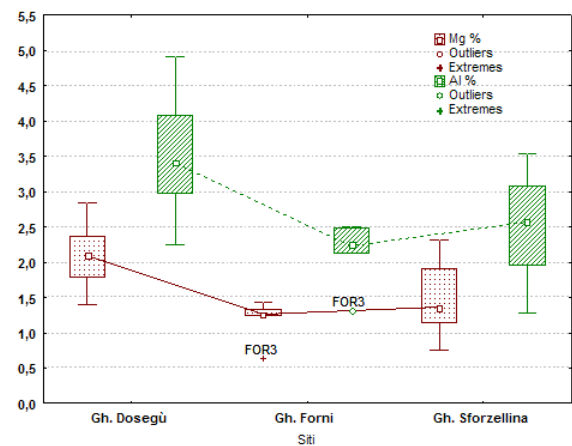 5,5
5,0
4,5
4,0
3,5
3,0
2,5
2,0
1,5
1,0
0,5
0,0
Mg %
Outliers
Extremes
Al %
Outliers
Extremes
FOR3
FOR3
Gh. Dosegù
Gh. Forni
Gh. Sforzellina
Siti